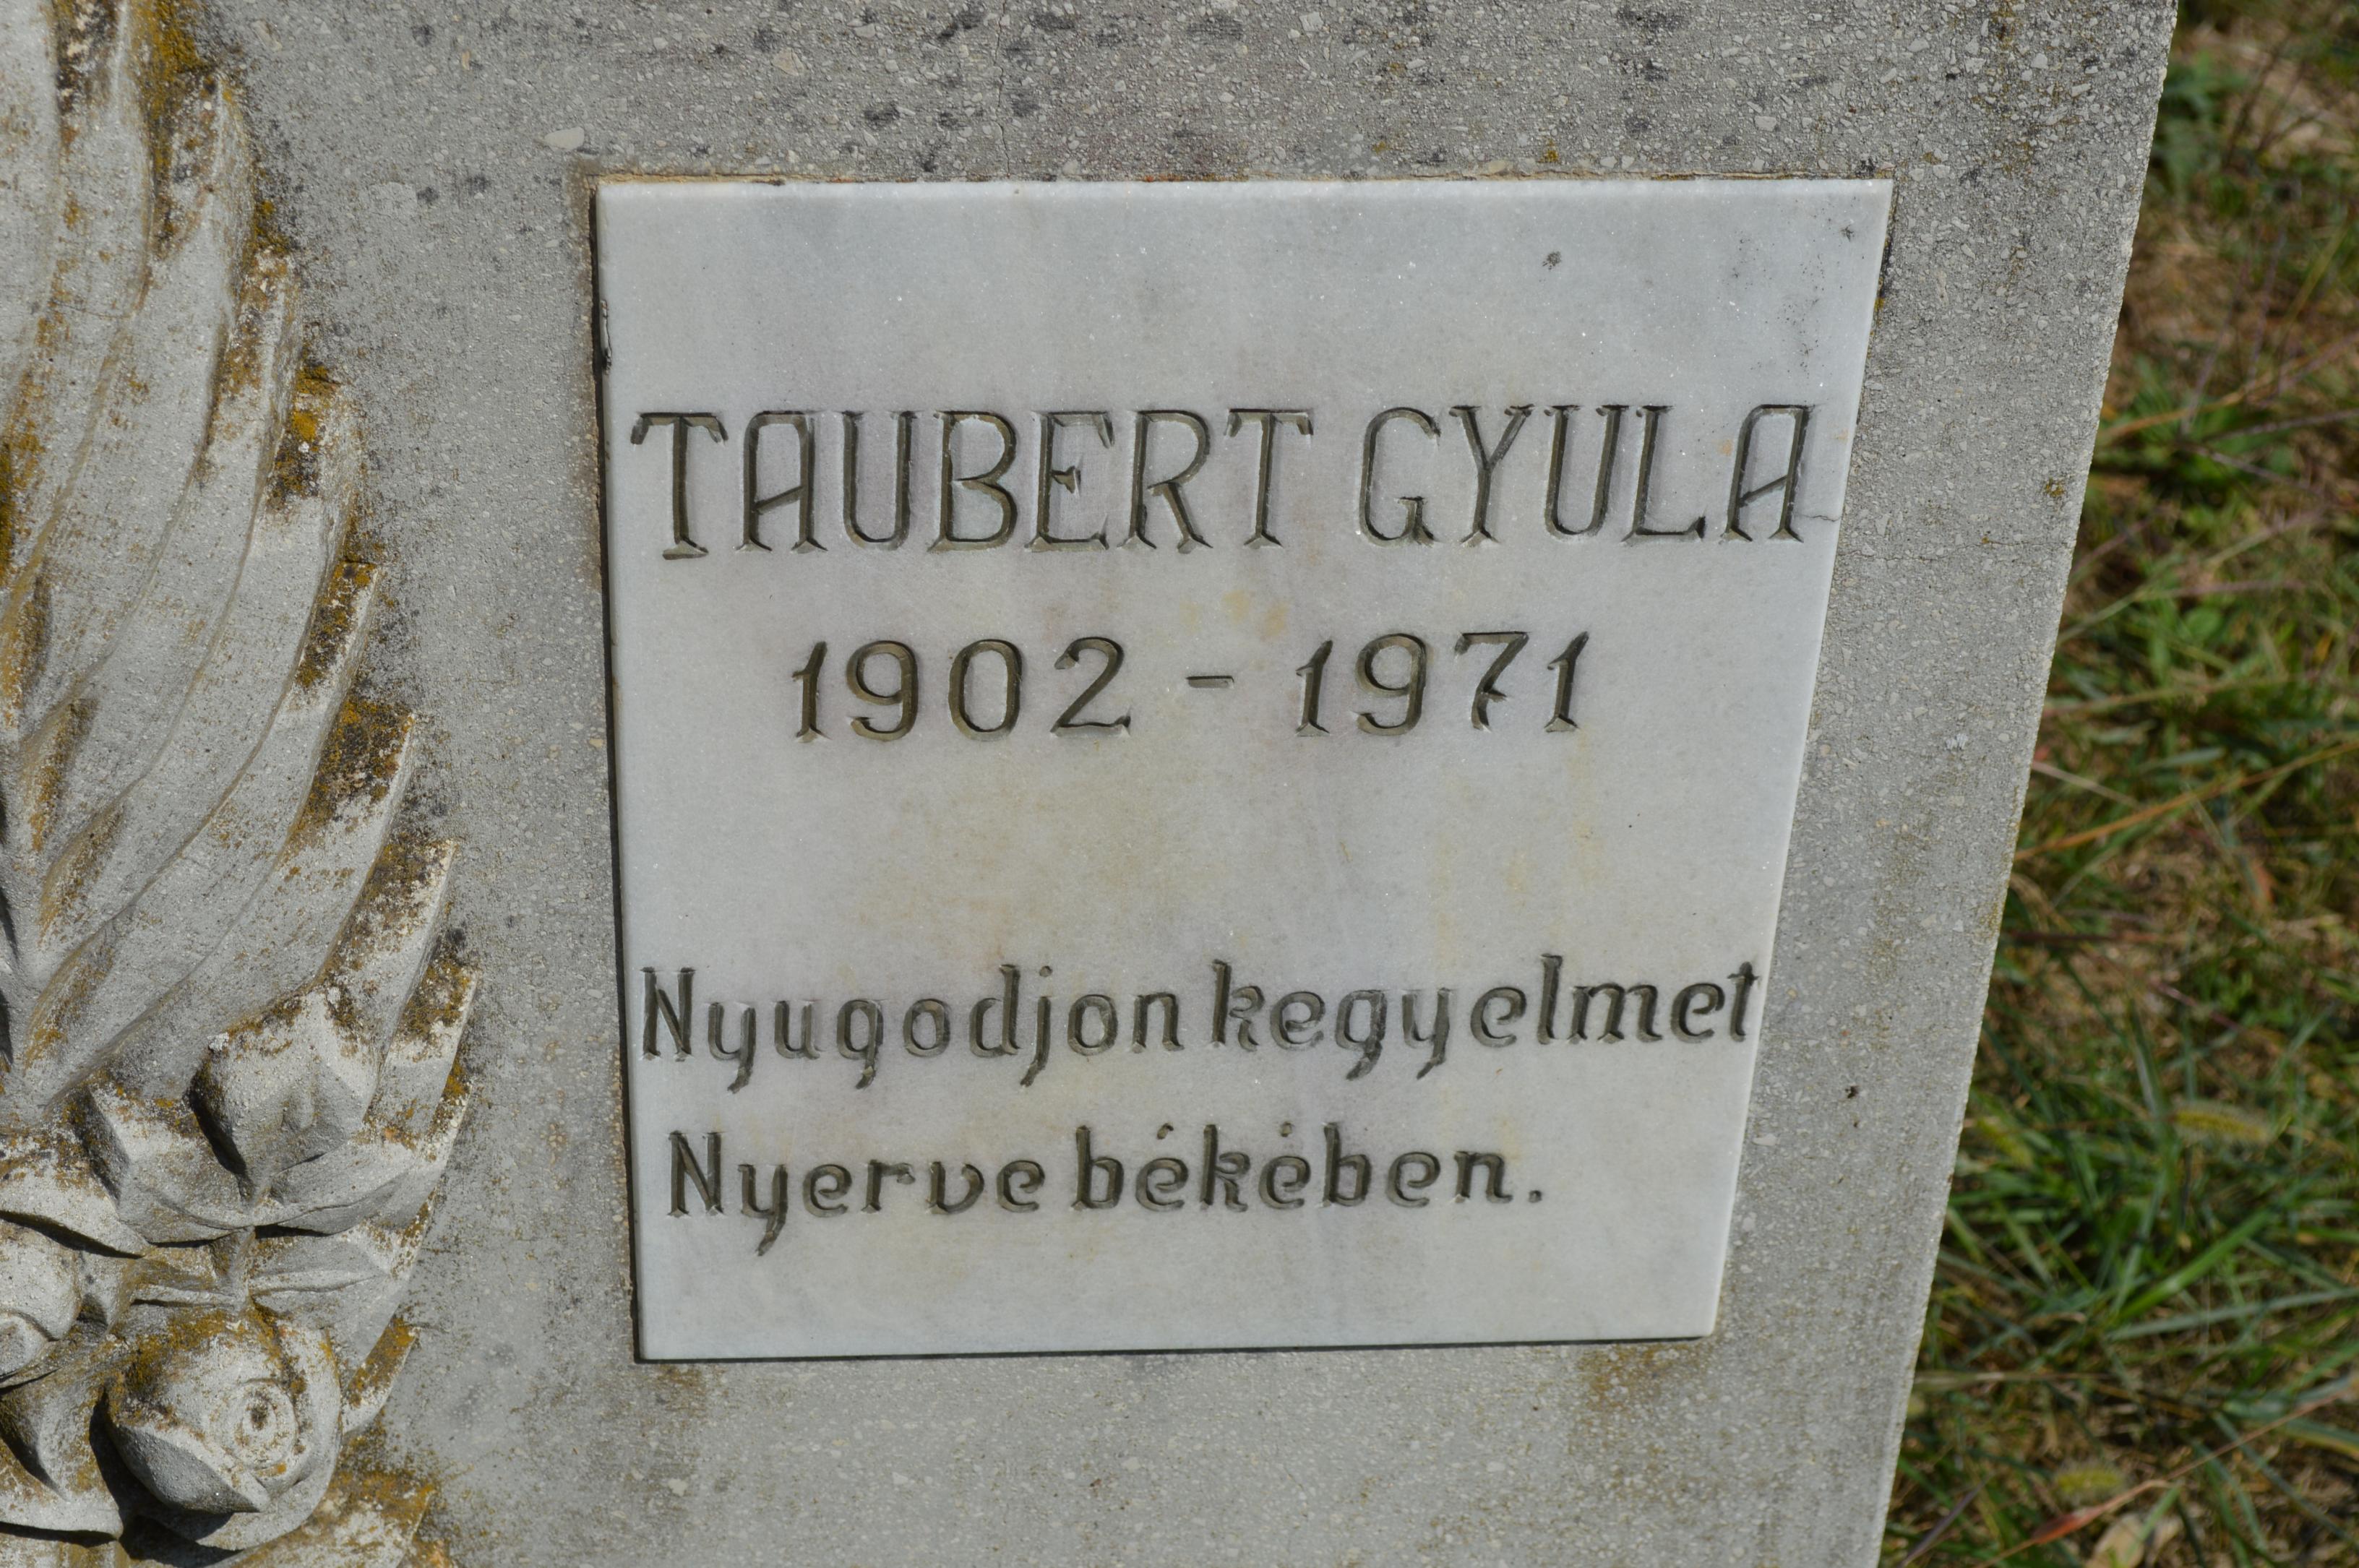 TAUBERT GYULA
1902 - 1971
Nyugodjon kegyelmet
Nyerve békében.